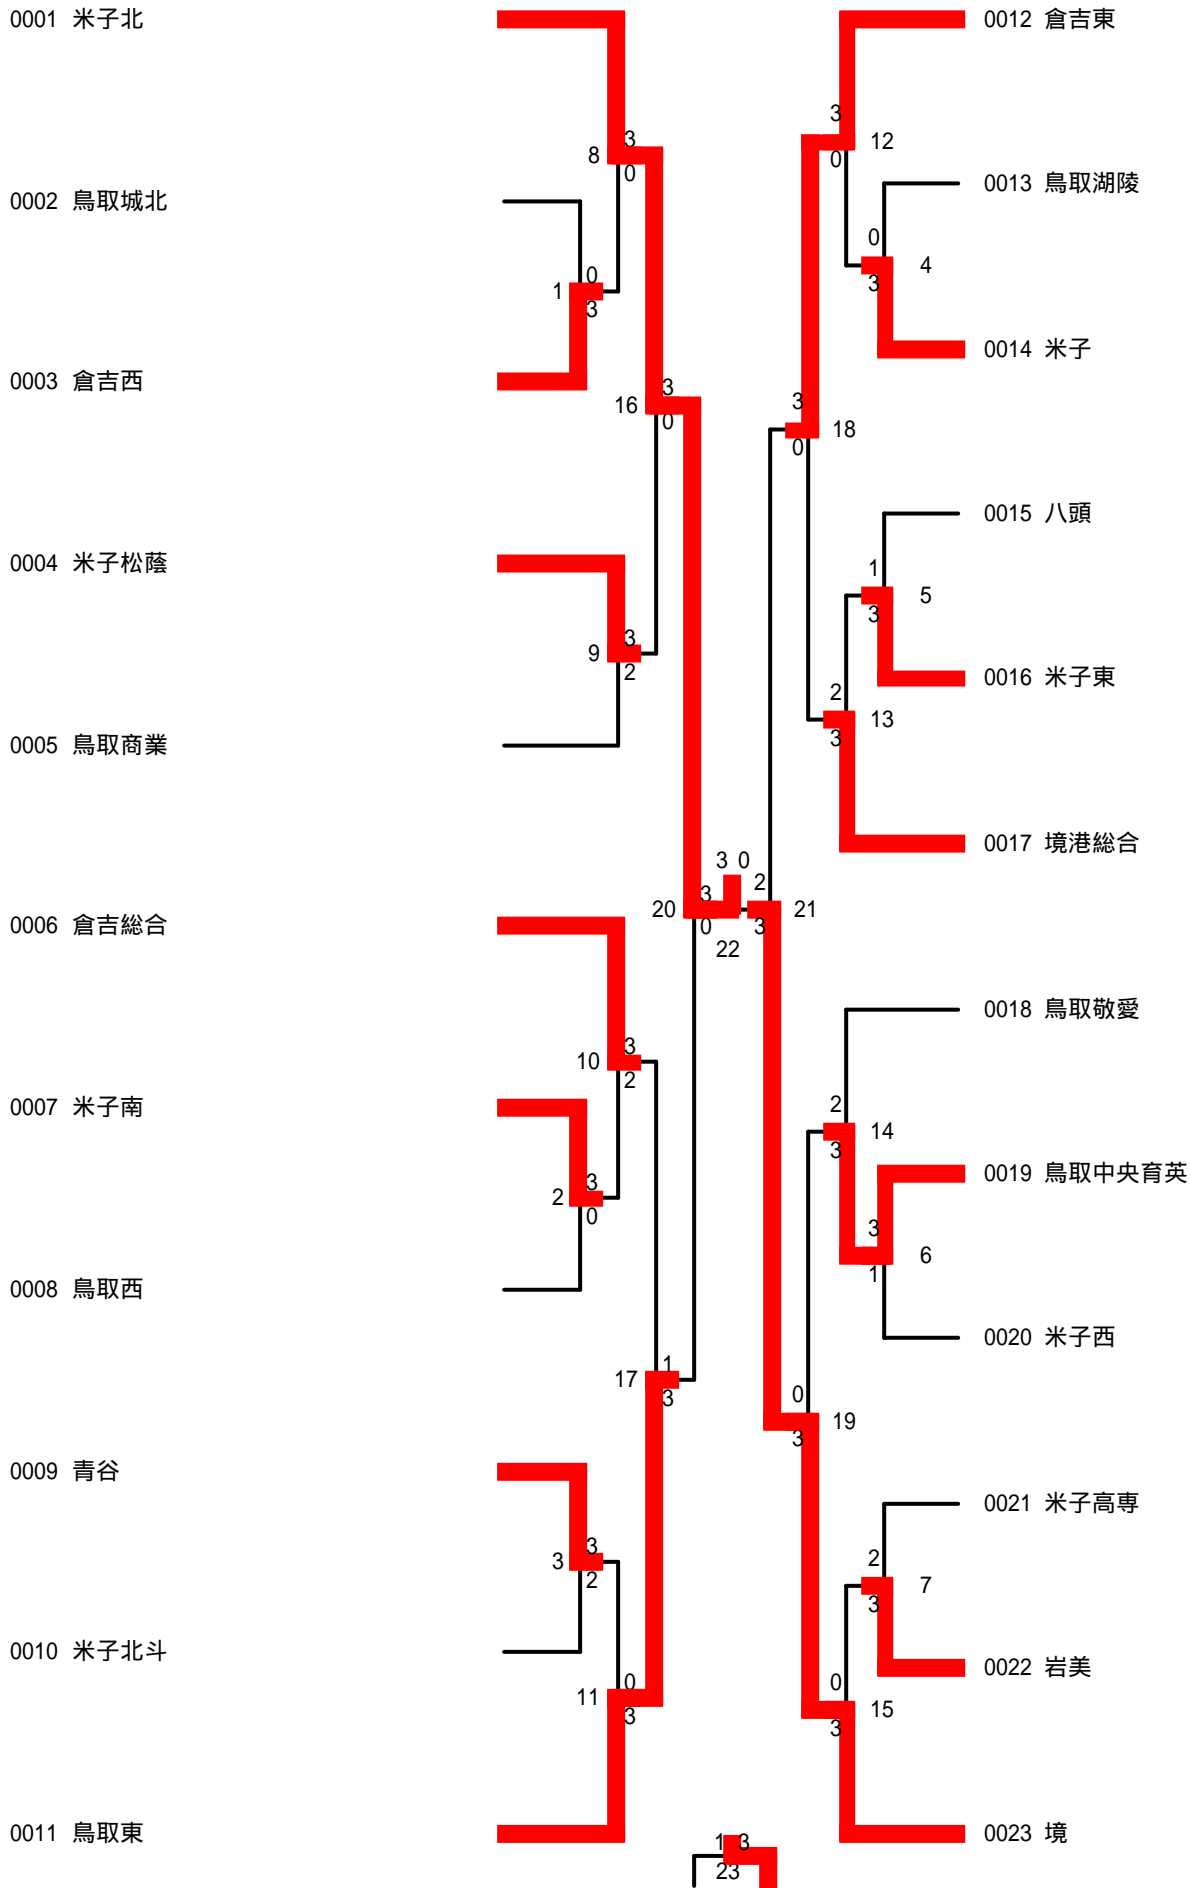 0001 米子北
0012 倉吉東
3
3
8
12
0
0
0013 鳥取湖陵
0002 鳥取城北
0
4
0
1
3
3
0014 米子
0003 倉吉西
3
3
16
0
18
0
0015 八頭
0004 米子松蔭
1
5
3
3
9
2
0016 米子東
2
13
3
0005 鳥取商業
0017 境港総合
3 0
3
2
20
0
3
21
22
0006 倉吉総合
0018 鳥取敬愛
3
10
2
0007 米子南
2
14
3
0019 鳥取中央育英
3
2
0
3
6
1
0008 鳥取西
0020 米子西
1
17
3
0
19
3
0009 青谷
0021 米子高専
3
3
2
2
7
3
0010 米子北斗
0022 岩美
0
11
3
0
15
3
0011 鳥取東
0023 境
1 3
23